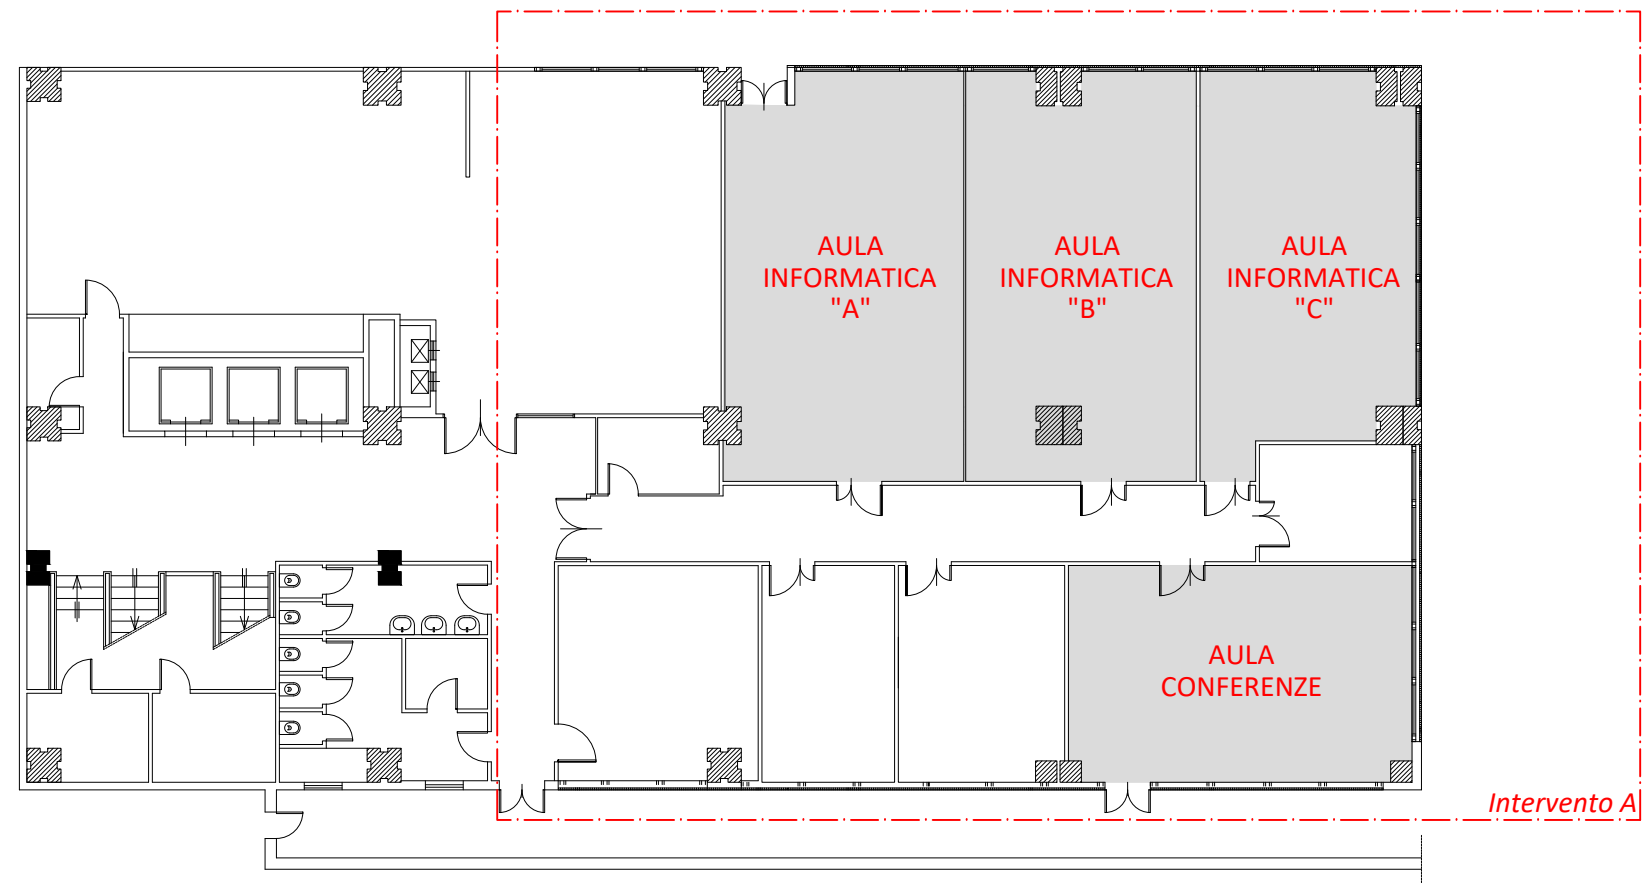 AULA
INFORMATICA
"A"
AULA
INFORMATICA
"B"
AULA
INFORMATICA
"C"
AULA
CONFERENZE
Intervento A